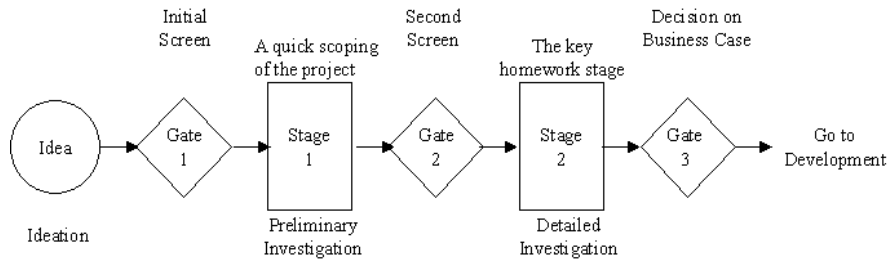 Initial
Screen
Second
Screen
Decision on
Business Case
A quick scoping
of the project
The key
homework stage
Idea
Gate
1
Stage
1
Gate
2
Stage
2
Gate
3
Go to
Development
Ideation
Preliminary
Investigation
Detailed
Investigation